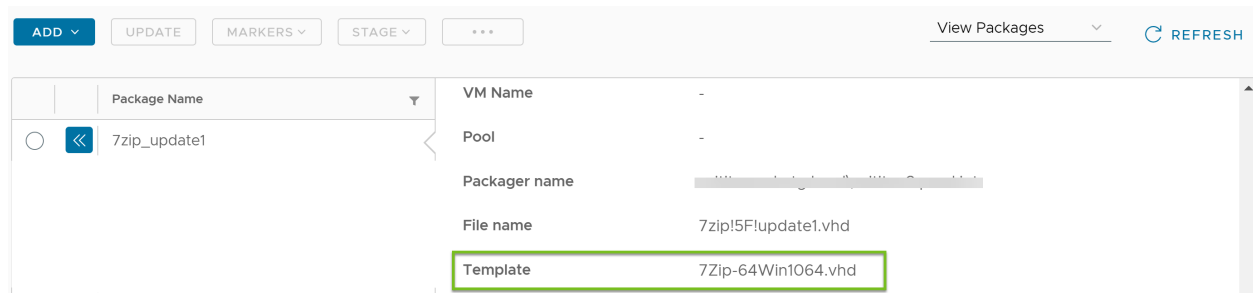 ADD UPDATE MARKERS STAGE ••• View Packages REFRESH
Package Name
7zip_update1
VM Name -
Pool -
Packager name
File name 7zip!5F!update1.vhd
Template 7Zip-64Win1064.vhd